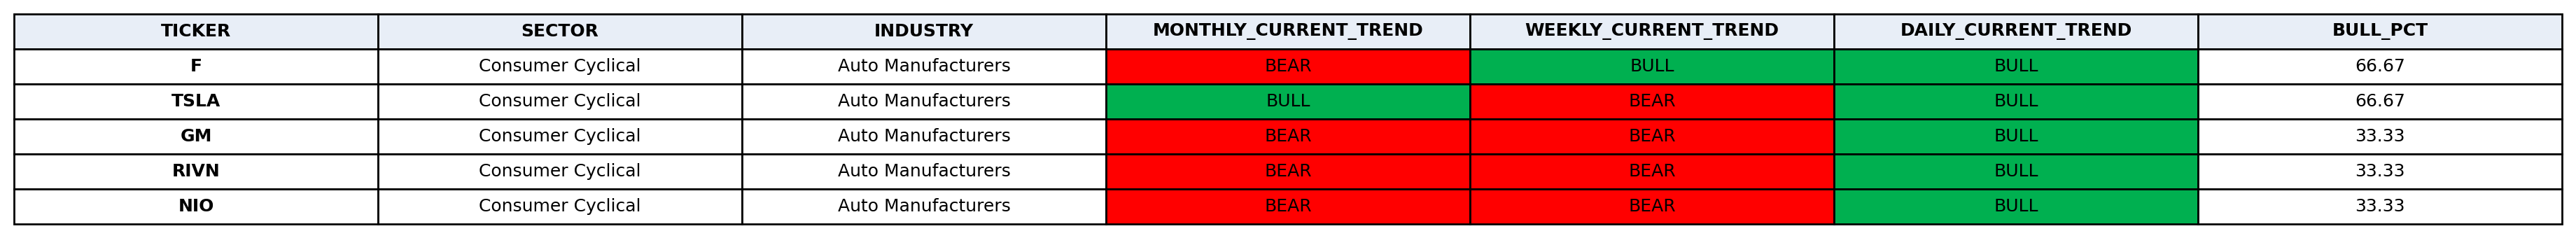 TICKER SECTOR INDUSTRY MONTHLY_CURRENT_TREND WEEKLY_CURRENT_TREND DAILY_CURRENT_TREND BULL_PCT
F Consumer Cyclical Auto Manufacturers BEAR BULL BULL 66.67
TSLA Consumer Cyclical Auto Manufacturers BULL BEAR BULL 66.67
GM Consumer Cyclical Auto Manufacturers BEAR BEAR BULL 33.33
RIVN Consumer Cyclical Auto Manufacturers BEAR BEAR BULL 33.33
NIO Consumer Cyclical Auto Manufacturers BEAR BEAR BULL 33.33